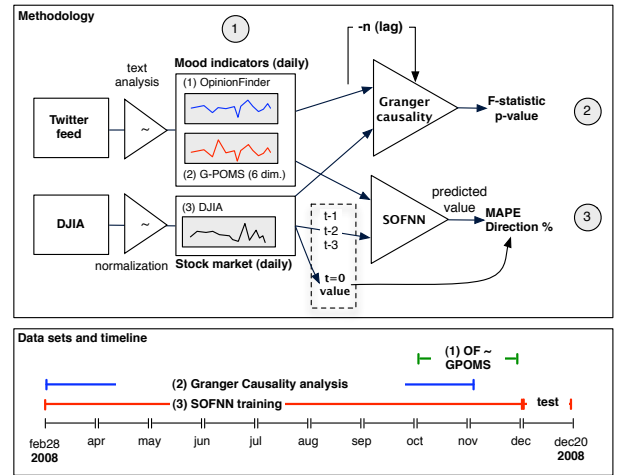 Methodology
1
-n (lag)
text
analysis
Mood indicators (daily)
(1) OpinionFinder
Twitter
feed
~
Granger
causality
F-statistic
p-value
2
(2) G-POMS (6 dim.)
DJIA
~
normalization
(3) DJIA
Stock market (daily)
t-1
t-2
t-3
t=0
value
SOFNN
predicted
value
MAPE
Direction %
3
Data sets and timeline
(1) OF ~
GPOMS
(2) Granger Causality analysis
(3) SOFNN training
test
feb28
2008
apr
may
jun
jul
aug
sep
oct
nov
dec
dec20
2008